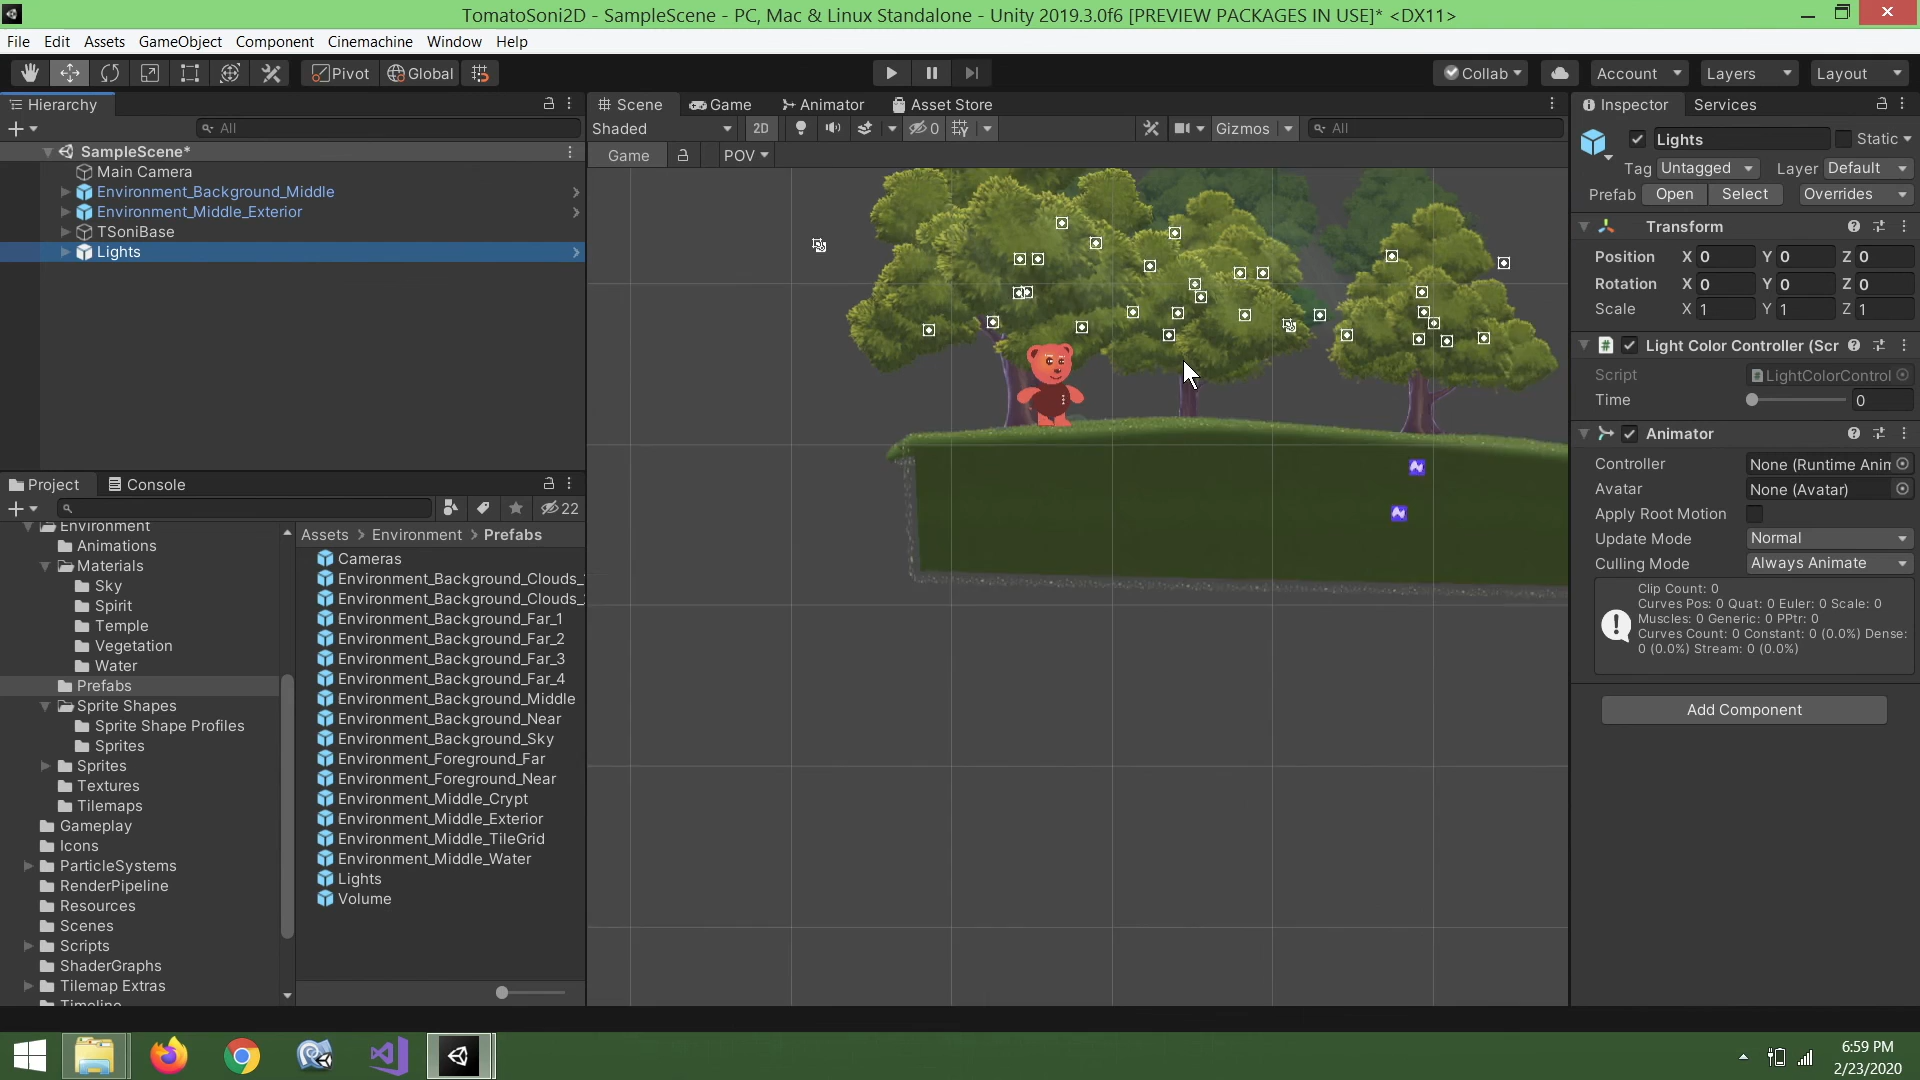 TomatoSoni2D - SampleScene - PC, Mac & Linux Standalone - Unity 2019.3.0f6 [PREVIEW PACKAGES IN USE]* <DX11>
File Edit Assets GameObject Component Cinemachine Window Help
Pivot Global Collab Account Layers Layout
Hierarchy
All
SampleScene*
Main Camera
Environment_Background_Middle
Environment_Middle_Exterior
TSoniBase
Lights
Project Console
22
Environment
Animations
Materials
Sky
Spirit
Temple
Vegetation
Water
Prefabs
Sprite Shapes
Sprite Shape Profiles
Sprites
Sprites
Textures
Tilemaps
Gameplay
Icons
ParticleSystems
RenderPipeline
Resources
Scenes
Scripts
ShaderGraphs
Tilemap Extras
Timeline
Assets > Environment > Prefabs
Cameras
Environment_Background_Clouds_
Environment_Background_Clouds_
Environment_Background_Far_1
Environment_Background_Far_2
Environment_Background_Far_3
Environment_Background_Far_4
Environment_Background_Middle
Environment_Background_Near
Environment_Background_Sky
Environment_Foreground_Far
Environment_Foreground_Near
Environment_Middle_Crypt
Environment_Middle_Exterior
Environment_Middle_TileGrid
Environment_Middle_Water
Lights
Volume
Scene Game Animator Asset Store
Shaded 2D 0 Gizmos All
Game POV
Inspector Services
Lights Static
Tag Untagged Layer Default
Prefab Open Select Overrides
Transform
Position X 0 Y 0 Z 0
Rotation X 0 Y 0 Z 0
Scale X 1 Y 1 Z 1
Light Color Controller (Scr
Script LightColorControl
Time 0
Animator
Controller None (Runtime Anin
Avatar None (Avatar)
Apply Root Motion
Update Mode Normal
Culling Mode Always Animate
Clip Count: 0
Curves Pos: 0 Quat: 0 Euler: 0 Scale: 0
Muscles: 0 Generic: 0 PPtr: 0
Curves Count: 0 Constant: 0 (0.0%) Dense:
0 (0.0%) Stream: 0 (0.0%)
Add Component
6:59 PM
2/23/2020